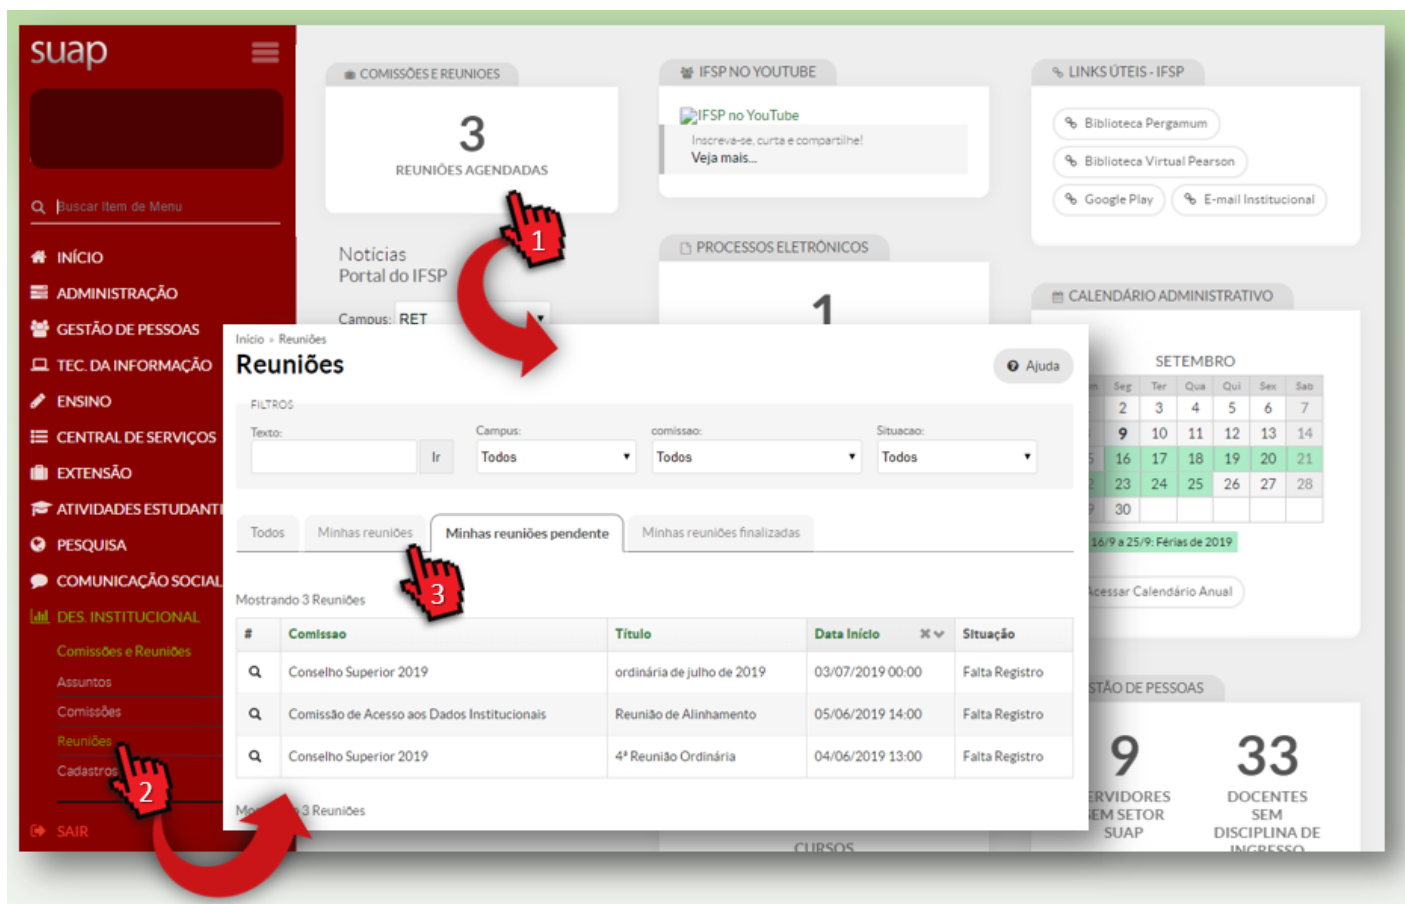 suap
Buscar Item de Menu
INÍCIO
ADMINISTRAÇÃO
GESTÃO DE PESSOAS
TEC. DA INFORMAÇÃO
ENSINO
CENTRAL DE SERVIÇOS
EXTENSÃO
ATIVIDADES ESTUDANTI
PESQUISA
COMUNICAÇÃO SOCIAL
DES. INSTITUCIONAL
Comissões e Reuniões
Assuntos
Comissões
Reuniões
Cadastros
2
SAIR
COMISSÕES E REUNIOES
3
REUNIÕES AGENDADAS
1
Notícias
Portal do IFSP
Campus: RET
IFSP NO YOUTUBE
IFSP no YouTube
Inscreva-se, curta e compartilhe!
Veja mais...
PROCESSOS ELETRÔNICOS
1
LINKS ÚTEIS - IFSP
Biblioteca Pergamum
Biblioteca Virtual Pearson
Google Play E-mail Institucional
CALENDÁRIO ADMINISTRATIVO
SETEMBRO
Seg Ter Qua Qui Sex Sab
2 3 4 5 6 7
9 10 11 12 13 14
16 17 18 19 20 21
23 24 25 26 27 28
30
16/9 a 25/9: Férias de 2019
Acessar Calendário Anual
STÃO DE PESSOAS
9 33
ERVIDORES DOCENTES
SEM SETOR SEM
SUAP DISCIPLINA DE
INGRESSO
CURSOS
Início » Reuniões
Reuniões
Ajuda
FILTROS
Texto: Campus: comissao: Situacao:
Ir Todos Todos Todos
Todos Minhas reuniões Minhas reuniões pendente Minhas reuniões finalizadas
3
Mostrando 3 Reuniões
# Comissao Título Data Início Situação
Conselho Superior 2019 ordinária de julho de 2019 03/07/2019 00:00 Falta Registro
Comissão de Acesso aos Dados Institucionais Reunião de Alinhamento 05/06/2019 14:00 Falta Registro
Conselho Superior 2019 4ª Reunião Ordinária 04/06/2019 13:00 Falta Registro
3 Reuniões